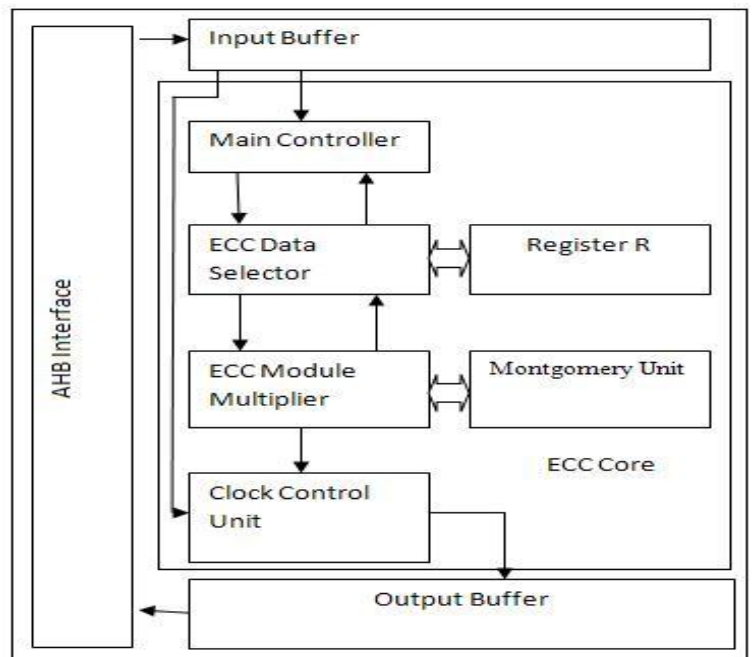 Input Buffer
Main Controller
ECC Data
Selector
Register R
AHB Interface
ECC Module
Multiplier
Montgomery Unit
ECC Core
Clock Control
Unit
Output Buffer